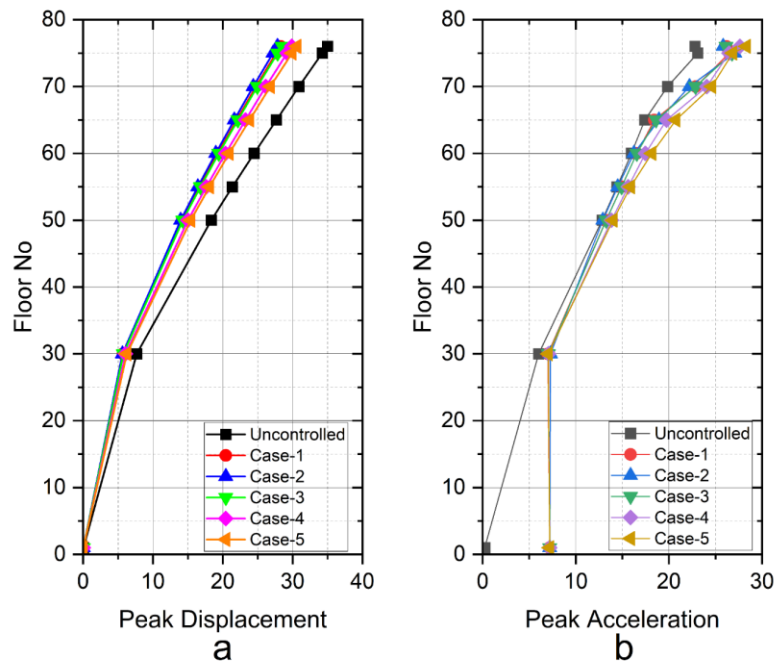 80
70
60
50
40
30
20
10
0
Floor No
Uncontrolled
Case-1
Case-2
Case-3
Case-4
Case-5
0 10 20 30 40
Peak Displacement
a
80
70
60
50
40
30
20
10
0
Floor No
Uncontrolled
Case-1
Case-2
Case-3
Case-4
Case-5
0 10 20 30
Peak Acceleration
b